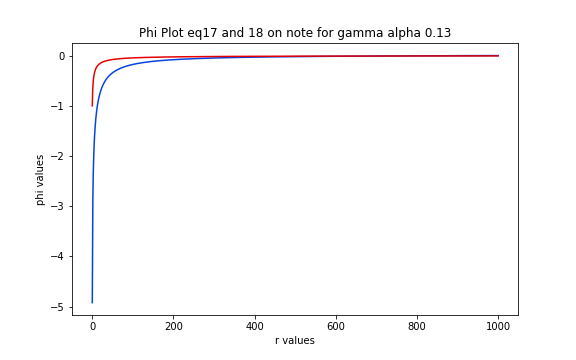 Phi Plot eq17 and 18 on note for gamma alpha 0.13
phi values
0
−1
−2
−3
−4
−5
0 200 400 600 800 1000
r values